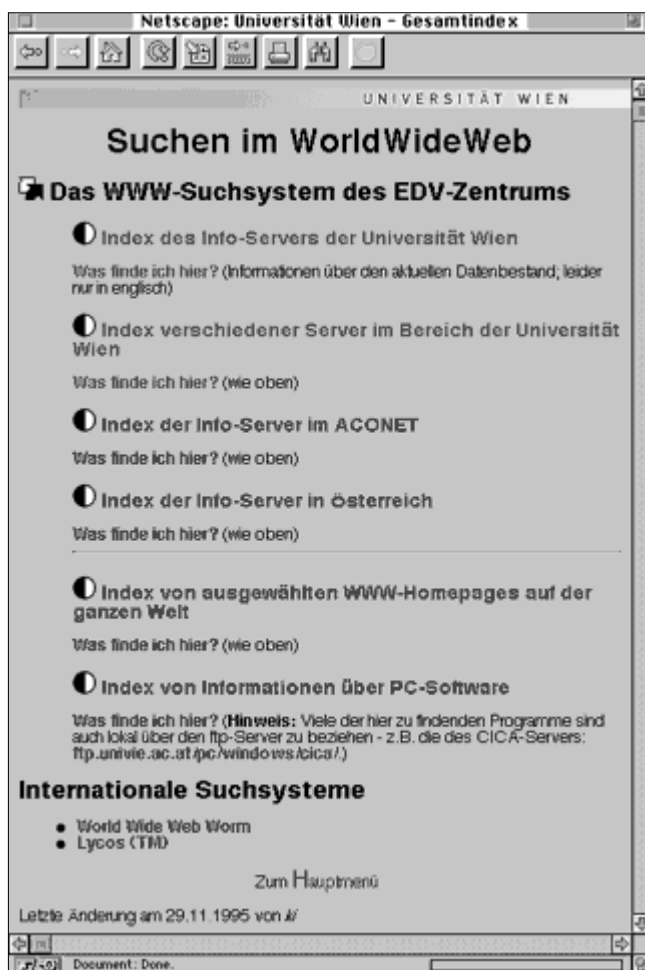 Netscape: Universität Wien - Gesamtindex
UNIVERSITÄT WIEN
Suchen im WorldWideWeb
Das WWW-Suchsystem des EDV-Zentrums
Index des Info-Servers der Universität Wien
Was finde ich hier? (Informationen über den aktuellen Datenbestand; leider
nur in englisch)
Index verschiedener Server im Bereich der Universität
Wien
Was finde ich hier? (wie oben)
Index der Info-Server im ACONET
Was finde ich hier? (wie oben)
Index der Info-Server in Österreich
Was finde ich hier? (wie oben)
Index von ausgewählten WWW-Homepages auf der
ganzen Welt
Was finde ich hier? (wie oben)
Index von Informationen über PC-Software
Was finde ich hier? (Hinweis: Viele der hier zu findenden Programme sind
auch lokal über den ftp-Server zu beziehen - z.B. die des CICA-Servers:
ftp.univie.ac.at/pc/windows/cica/.)
Internationale Suchsysteme
World Wide Web Worm
Lycos (TM)
Zum Hauptmenü
Letzte Änderung am 29.11.1995 von
Document: Done.